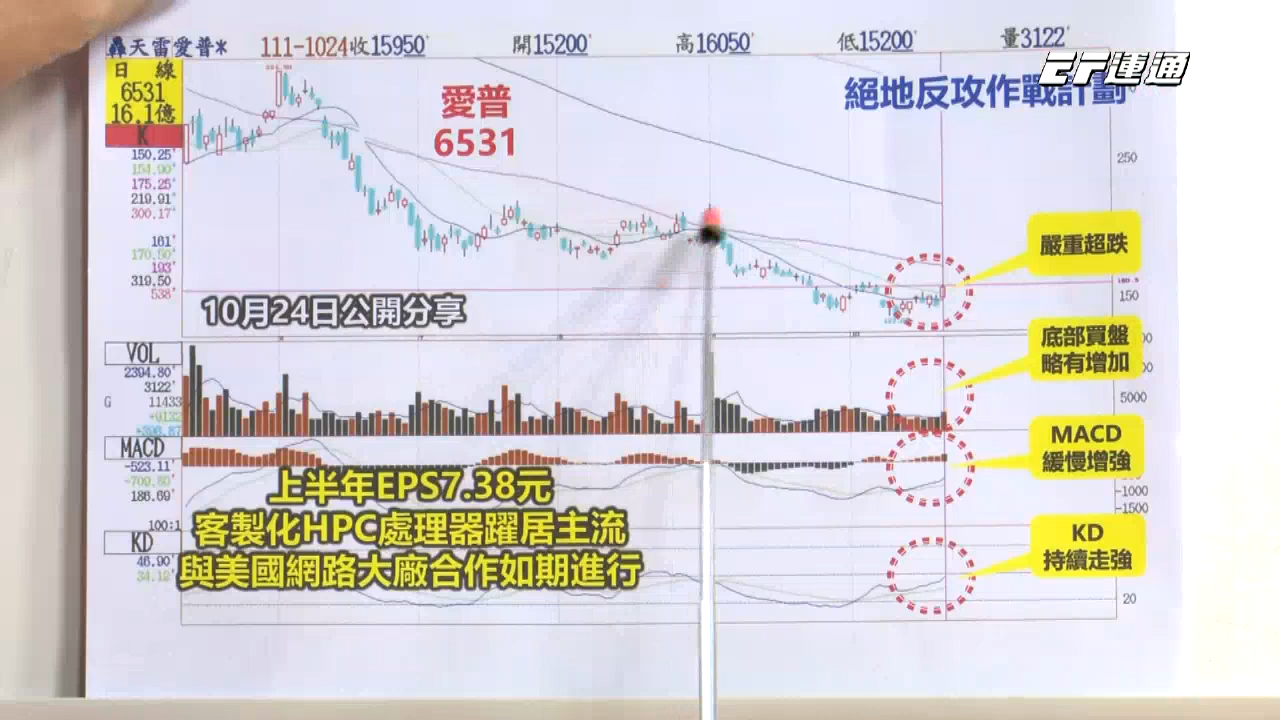 天雷愛普* 111-1024收15950 開15200 高16050 低15200 量3122
EF運通
日 線
6531
16.1億
K
愛普
6531
絕地反攻作戰計劃
150.25
154.90
175.25
219.91
300.17
161
170.50
193
319.50
538
250
150
嚴重超跌
10月24日公開分享
底部買盤
略有增加
VOL
2394.80
3122
G 11433
5000
MACD
-523.11
188.69
MACD
緩慢增強
-1000
-1500
上半年EPS7.38元
客製化HPC處理器躍居主流
與美國網路大廠合作如期進行
100:1
KD
46.90
34.12
KD
持續走強
20